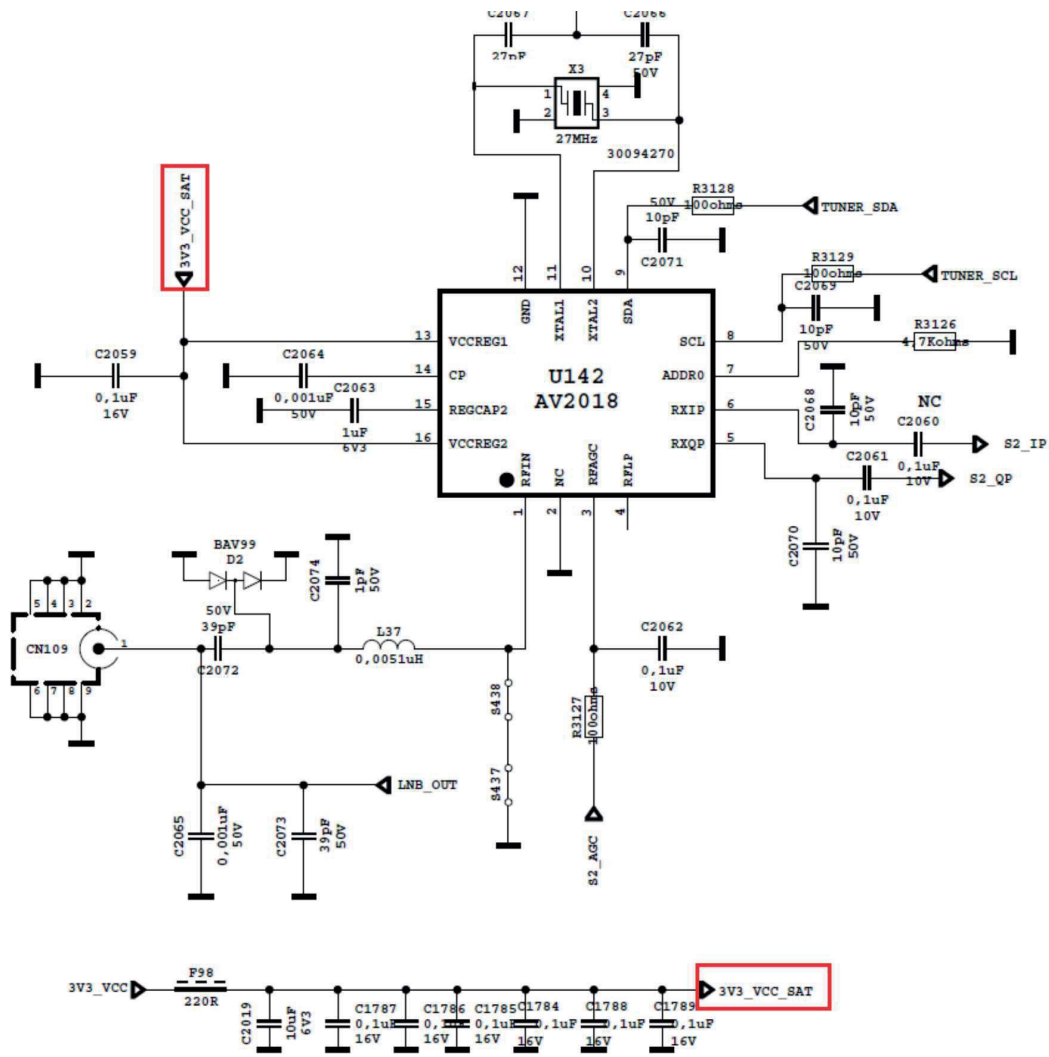 C2067
C2066
27pF
27pF
50V
X3
1
4
2
3
27MHz
30094270
3V3_VCC_SAT
R3128
50V
100ohms
TUNER_SDA
10pF
C2071
R3129
100ohms
TUNER_SCL
C2069
10pF
50V
R3126
4,7Kohms
12
11
10
9
GND
XTAL1
XTAL2
SDA
13
VCCREG1
SCL
8
C2059
0,1uF
16V
C2064
0,001uF
50V
14
CP
ADDR0
7
U142
AV2018
C2063
1uF
6V3
15
REGCAP2
RXIP
6
16
VCCREG2
RXQP
5
C2068
10pF
50V
NC
C2060
0,1uF
10V
S2_IP
C2061
0,1uF
10V
S2_QP
RFIN
NC
RFAGC
RFLP
1
2
3
4
C2070
10pF
50V
BAV99
D2
C2074
1pF
50V
5
4
3
2
CN109
1
6
7
8
9
50V
39pF
C2072
L37
0,0051uH
C2062
0,1uF
10V
S438
S437
R3127
100ohms
S2_AGC
LNB_OUT
C2065
0,001uF
50V
C2073
39pF
50V
3V3_VCC
F98
220R
3V3_VCC_SAT
C2019
10uF
6V3
C1787
0,1uF
16V
C1786
0,1uF
16V
C1785
0,1uF
16V
C1784
0,1uF
16V
C1788
0,1uF
16V
C1789
0,1uF
16V